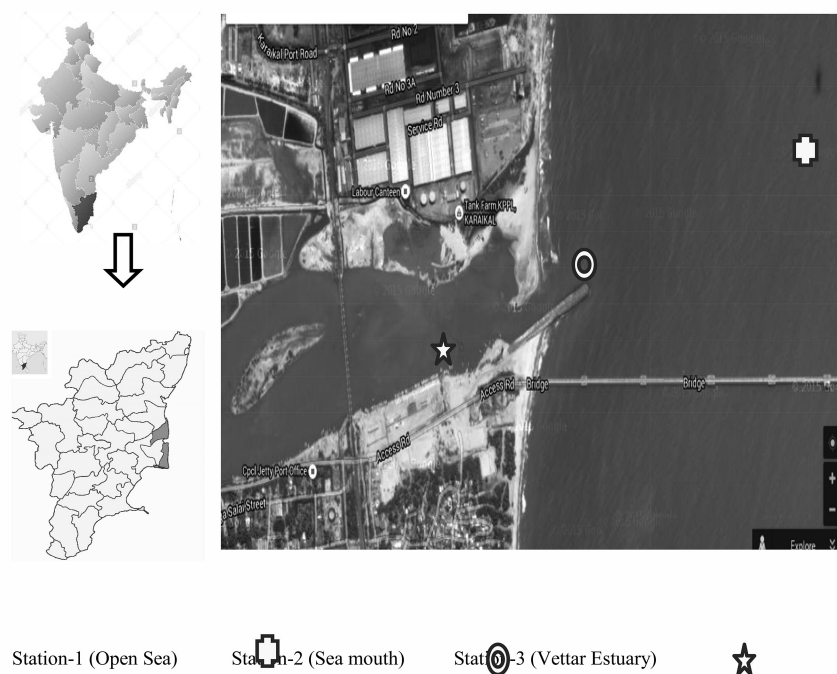 Karaikal Port Road
Rd No 2
Rd No 3A
Rd Number 3
Service Rd
Labour Canteen
Tank Farm,KPPL,
KARAIKAL
Access Rd
Bridge
Bridge
Access Rd
Cpcl Jetty Port Office
a Salai Street
Explore
Station-1 (Open Sea) Station-2 (Sea mouth) Station-3 (Vettar Estuary)